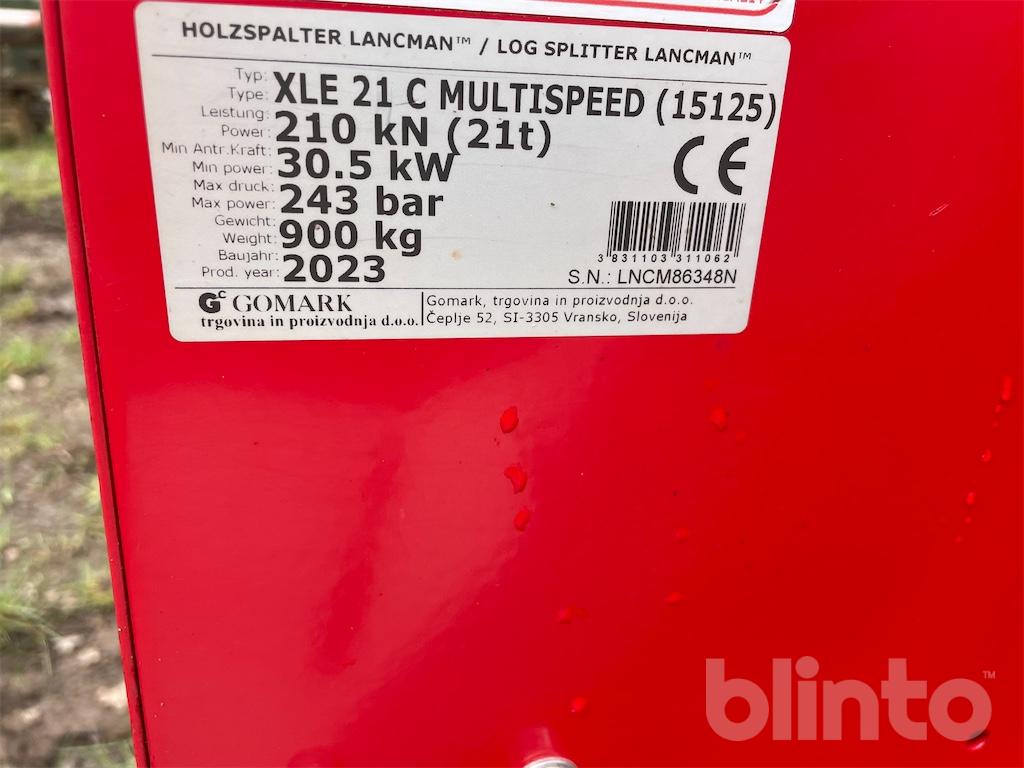 HOLZSPALTER LANCMAN™ / LOG SPLITTER LANCMAN™
Typ:
Type: XLE 21 C MULTISPEED (15125)
Leistung:
Power: 210 kN (21t)
Min Antr.Kraft:
Min power: 30.5 kW
Max druck:
Max power: 243 bar
Gewicht:
Weight: 900 kg
Baujahr:
Prod. year: 2023
CE
3 831103 311062
S.N.: LNCM86348N
GC GOMARK
trgovina in proizvodnja d.o.o.
Gomark, trgovina in proizvodnja d.o.o.
Čeplje 52, SI-3305 Vransko, Slovenija
blinto™